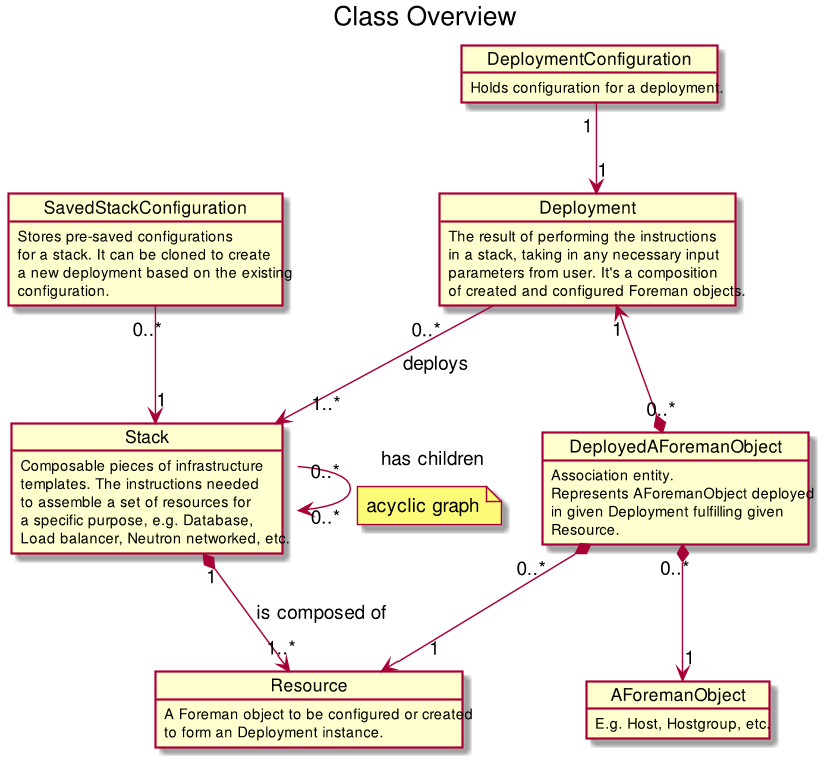 Class Overview
DeploymentConfiguration
Holds configuration for a deployment.
1
1
SavedStackConfiguration
Stores pre-saved configurations
for a stack. It can be cloned to create
a new deployment based on the existing
configuration.
Deployment
The result of performing the instructions
in a stack, taking in any necessary input
parameters from user. It's a composition
of created and configured Foreman objects.
0..*
1
0..*
deploys
1..*
1
0..*
Stack
Composable pieces of infrastructure
templates. The instructions needed
to assemble a set of resources for
a specific purpose, e.g. Database,
Load balancer, Neutron networked, etc.
0..*
has children
0..*
acyclic graph
DeployedAForemanObject
Association entity.
Represents AForemanObject deployed
in given Deployment fulfilling given
Resource.
1
is composed of
1..*
0..*
1
0..*
1
Resource
A Foreman object to be configured or created
to form an Deployment instance.
AForemanObject
E.g. Host, Hostgroup, etc.